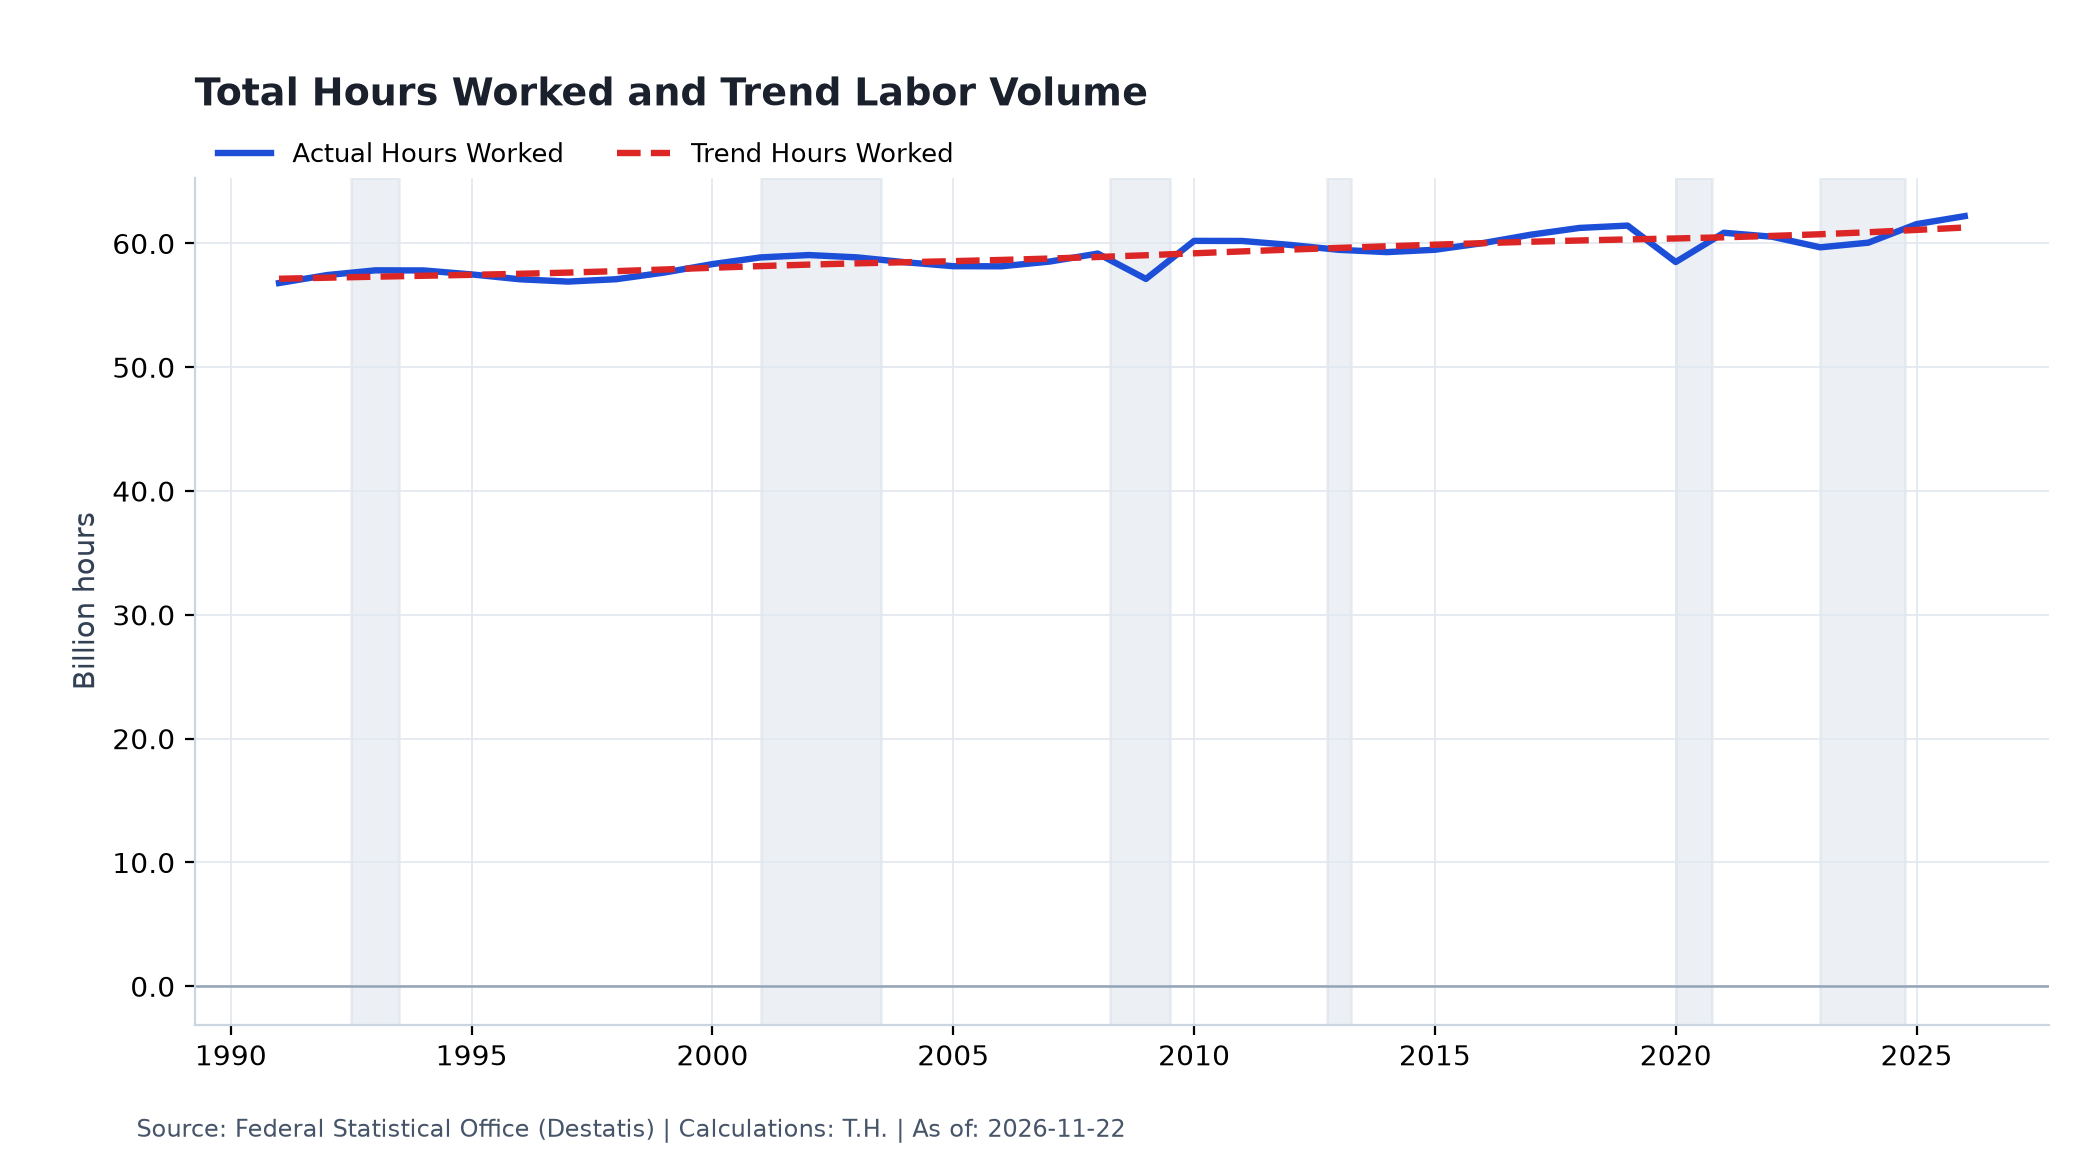 Total Hours Worked and Trend Labor Volume
Actual Hours Worked Trend Hours Worked
60.0
50.0
40.0
30.0
20.0
10.0
0.0
Billion hours
1990 1995 2000 2005 2010 2015 2020 2025
Source: Federal Statistical Office (Destatis) | Calculations: T.H. | As of: 2026-11-22